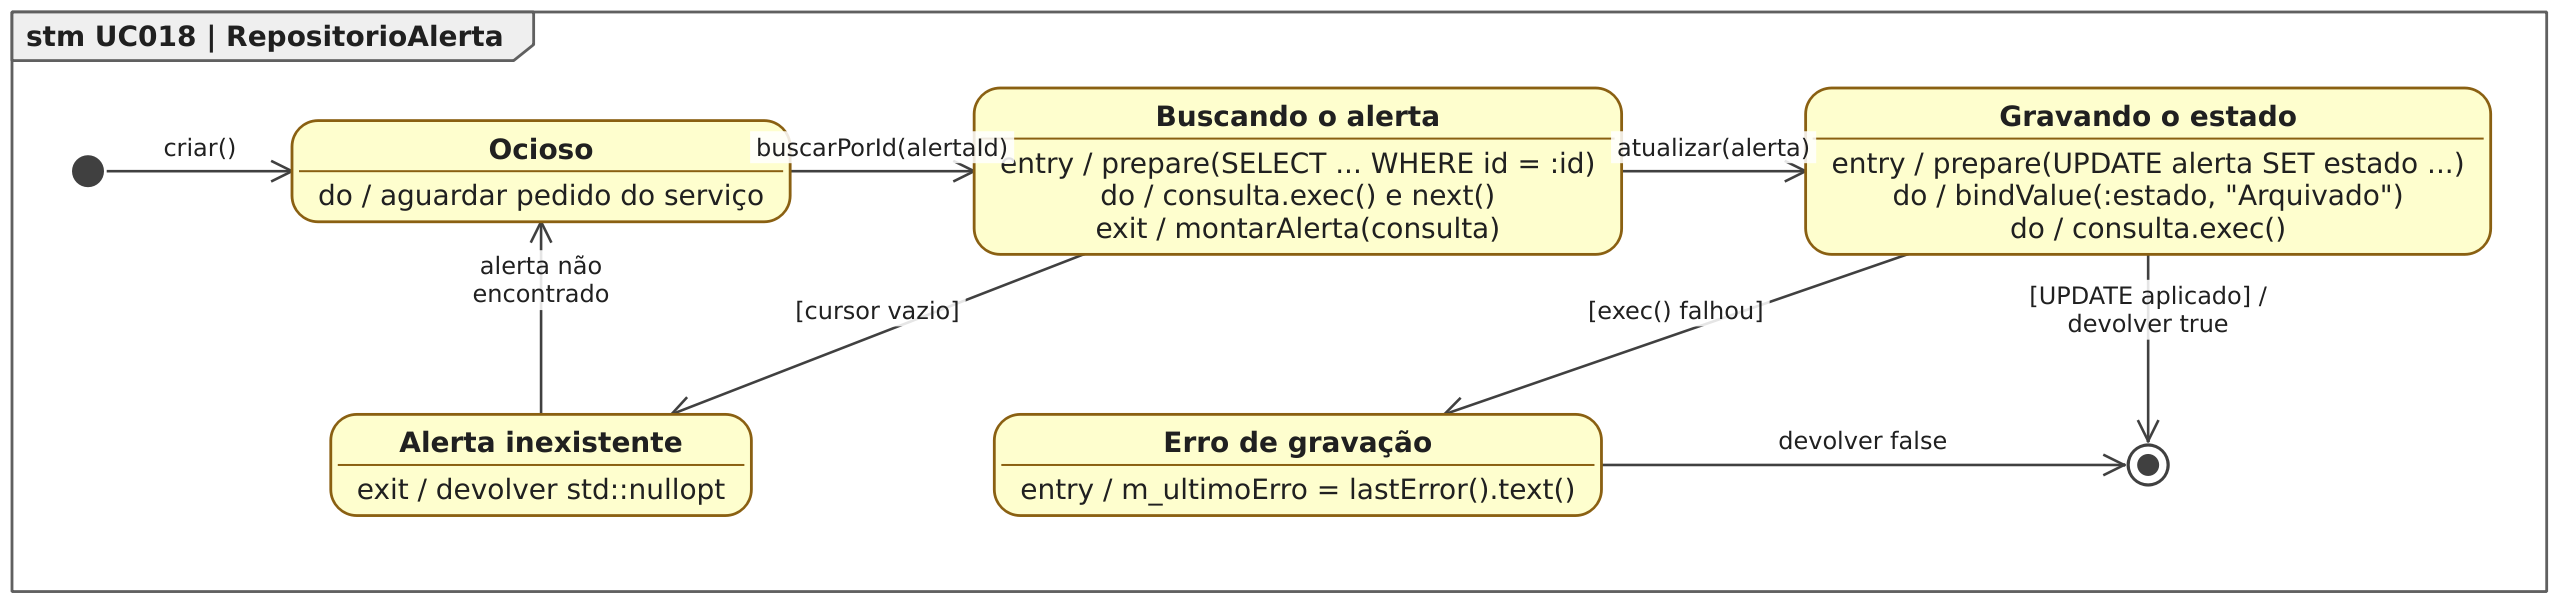 stm UC018 | RepositorioAlerta
criar()
Ocioso
do / aguardar pedido do serviço
buscarPorId(alertaId)
Buscando o alerta
entry / prepare(SELECT ... WHERE id = :id)
do / consulta.exec() e next()
exit / montarAlerta(consulta)
atualizar(alerta)
Gravando o estado
entry / prepare(UPDATE alerta SET estado ...)
do / bindValue(:estado, "Arquivado")
do / consulta.exec()
alerta não
encontrado
[cursor vazio]
[exec() falhou]
[UPDATE aplicado] /
devolver true
Alerta inexistente
exit / devolver std::nullopt
Erro de gravação
entry / m_ultimoErro = lastError().text()
devolver false